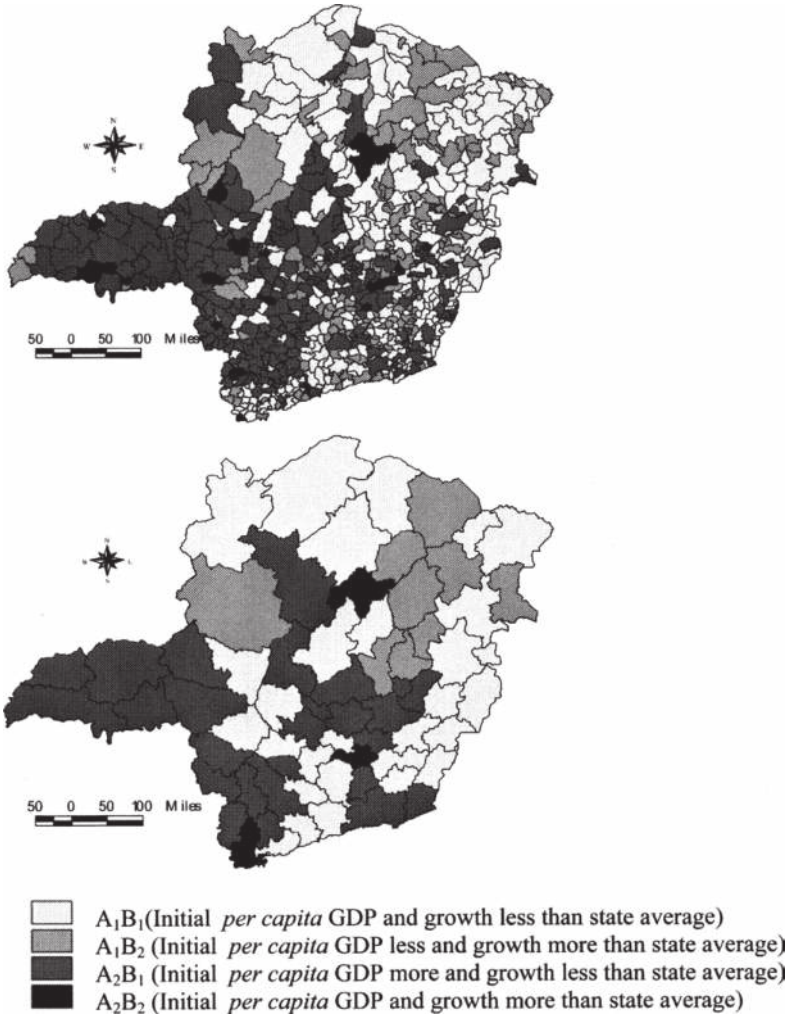 N
W E
S
50 0 50 100 Miles
N
S
50 0 50 100 Miles
A₁B₁(Initial per capita GDP and growth less than state average)
A₁B₂ (Initial per capita GDP less and growth more than state average)
A₂B₁ (Initial per capita GDP more and growth less than state average)
A₂B₂ (Initial per capita GDP and growth more than state average)